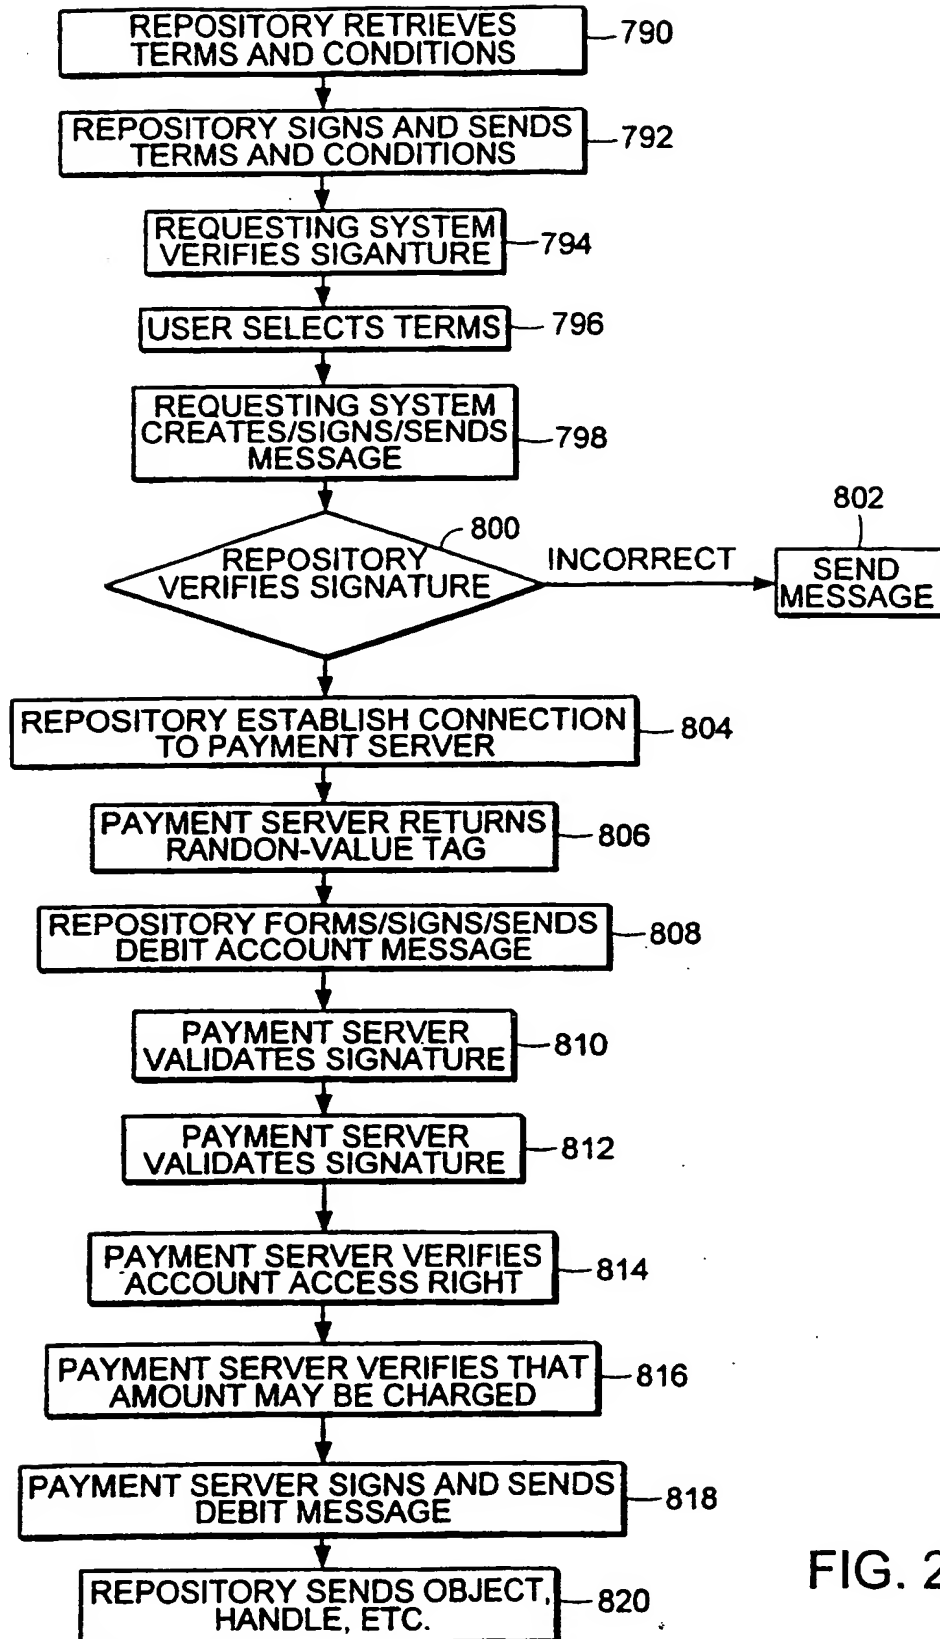 REPOSITORY RETRIEVES
TERMS AND CONDITIONS
790
REPOSITORY SIGNS AND SENDS
TERMS AND CONDITIONS
792
REQUESTING SYSTEM
VERIFIES SIGANTURE
794
USER SELECTS TERMS
796
REQUESTING SYSTEM
CREATES/SIGNS/SENDS
MESSAGE
798
800
REPOSITORY
VERIFIES SIGNATURE
INCORRECT
802
SEND
MESSAGE
REPOSITORY ESTABLISH CONNECTION
TO PAYMENT SERVER
804
PAYMENT SERVER RETURNS
RANDON-VALUE TAG
806
REPOSITORY FORMS/SIGNS/SENDS
DEBIT ACCOUNT MESSAGE
808
PAYMENT SERVER
VALIDATES SIGNATURE
810
PAYMENT SERVER
VALIDATES SIGNATURE
812
PAYMENT SERVER VERIFIES
ACCOUNT ACCESS RIGHT
814
PAYMENT SERVER VERIFIES THAT
AMOUNT MAY BE CHARGED
816
PAYMENT SERVER SIGNS AND SENDS
DEBIT MESSAGE
818
REPOSITORY SENDS OBJECT,
HANDLE, ETC.
820
FIG. 2